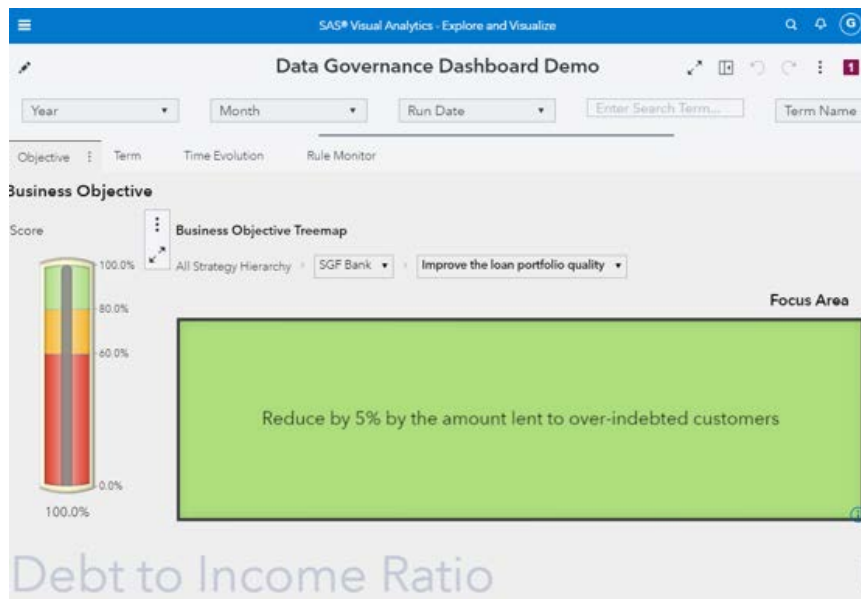 SAS® Visual Analytics - Explore and Visualize
G
Data Governance Dashboard Demo
1
Year
Month
Run Date
Enter Search Term...
Term Name
Objective
Term
Time Evolution
Rule Monitor
Business Objective
Score
Business Objective Treemap
All Strategy Hierarchy
SGF Bank
Improve the loan portfolio quality
Focus Area
100.0%
80.0%
60.0%
0.0%
100.0%
Reduce by 5% by the amount lent to over-indebted customers
Debt to Income Ratio